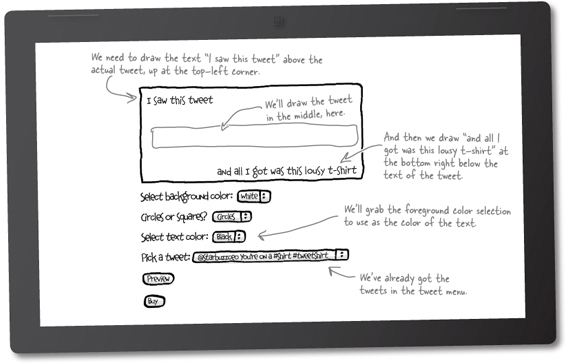 We need to draw the text "I saw this tweet" above the
actual tweet, up at the top-left corner.
I saw this tweet
We'll draw the tweet
in the middle, here.
And then we draw "and all I
got was this lousy t-shirt" at
the bottom right below the
text of the tweet.
and all I got was this lousy t-shirt
Select background color: White
Circles or squares? Circles
We'll grab the foreground color selection
to use as the color of the text.
Select text color: Black
Pick a tweet: @starbuzzceo You're on a #shirt #tweetshirt
We've already got the
tweets in the tweet menu.
Preview
Buy